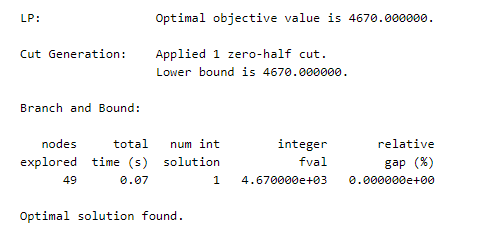 LP: Optimal objective value is 4670.000000.
Cut Generation: Applied 1 zero-half cut.
Lower bound is 4670.000000.
Branch and Bound:
nodes total num int integer relative
explored time (s) solution fval gap (%)
49 0.07 1 4.670000e+03 0.000000e+00
Optimal solution found.